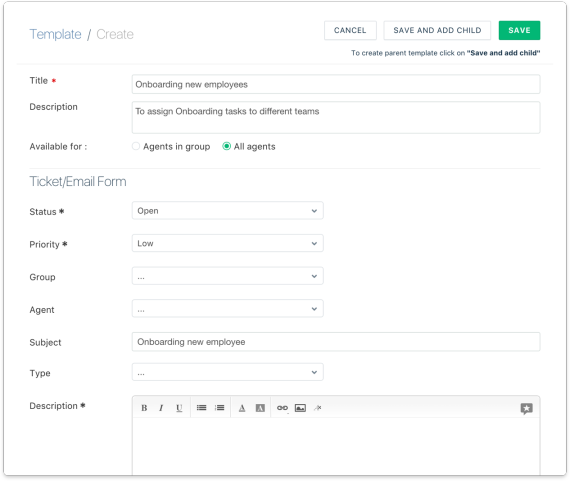 Template / Create
CANCEL
SAVE AND ADD CHILD
SAVE
To create parent template click on "Save and add child"
Title *
Onboarding new employees
Description
To assign Onboarding tasks to different teams
Available for :
Agents in group
All agents
Ticket/Email Form
Status *
Open
Priority *
Low
Group
...
Agent
...
Subject
Onboarding new employee
Type
...
Description *
B I U A A